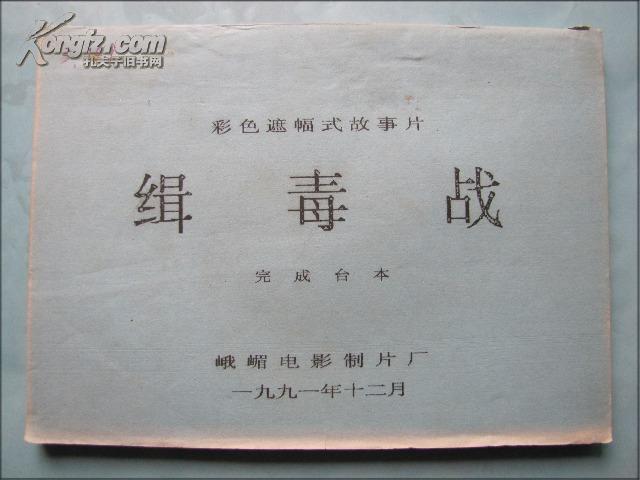 Kongfz.com
孔夫子旧书网
彩色遮幅式故事片
缉毒战
完成台本
峨嵋电影制片厂
一九九一年十二月